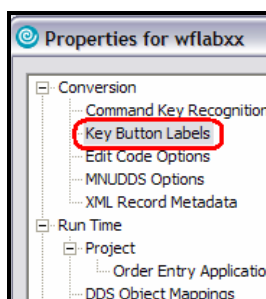 Properties for wflabxx
Conversion
Command Key Recognition
Key Button Labels
Edit Code Options
MNUDDS Options
XML Record Metadata
Run Time
Project
Order Entry Applicatio
DDS Object Mappings